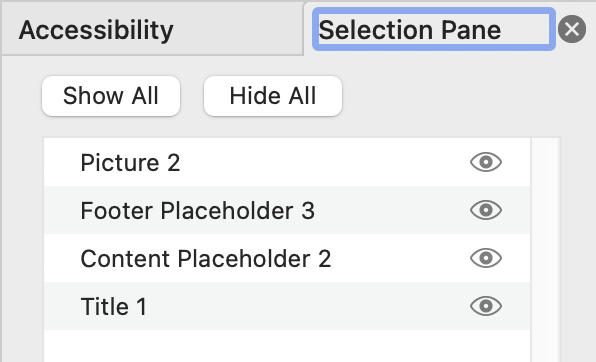 Accessibility
Selection Pane
Show All
Hide All
Picture 2
Footer Placeholder 3
Content Placeholder 2
Title 1